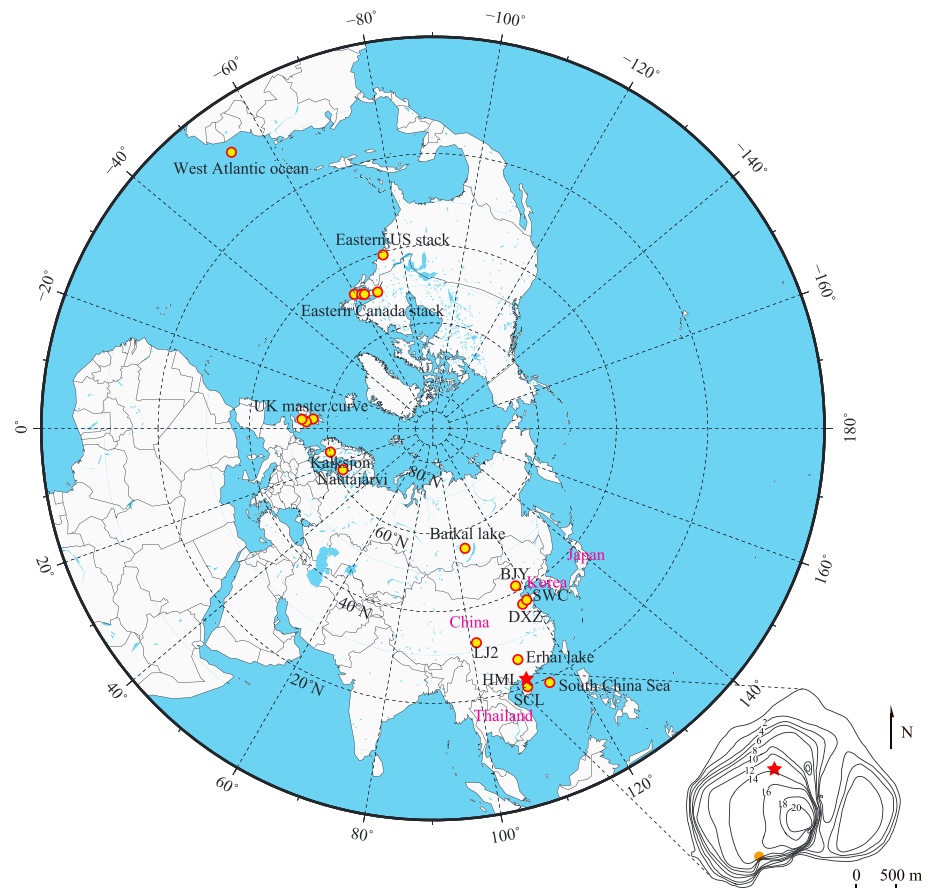 −80°
−100°
−60°
−120°
−40°
−140°
West Atlantic ocean
Eastern US stack
−20°
−160°
Eastern Canada stack
UK master curve
0°
180°
Kalksjon
Nautajarvi
80°N
60°N
Baikal lake
Japan
20°
160°
BJY
Korea
SWC
40°N
DXZ
China
LJ2
Erhai lake
HML
South China Sea
20°N
SCL
40°
140°
Thailand
N
2
4
6
8
10
12
14
16
18
20
60°
120°
80°
100°
0 500 m